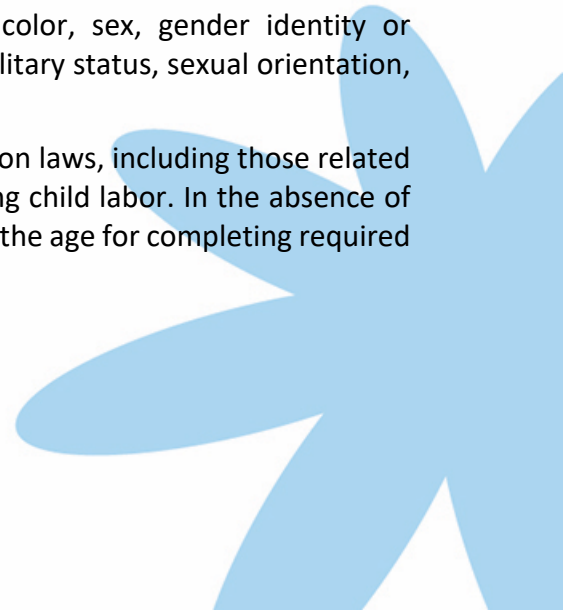 color, sex, gender identity or
litary status, sexual orientation,
on laws, including those related
ng child labor. In the absence of
the age for completing required